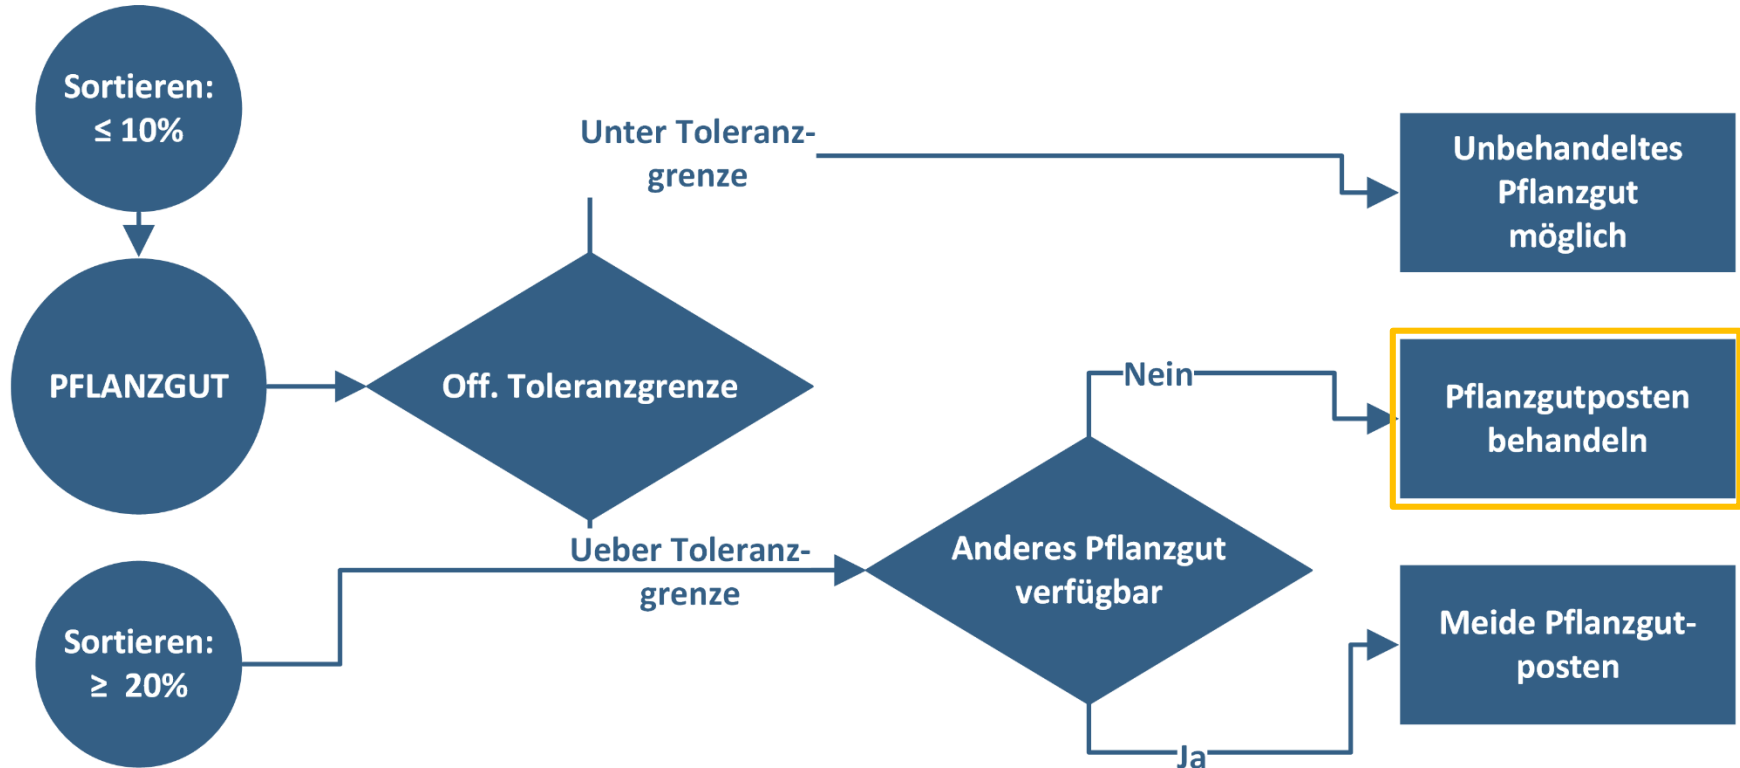 Sortieren:
≤ 10%
PFLANZGUT
Sortieren:
≥ 20%
Off. Toleranzgrenze
Unter Toleranz-
grenze
Ueber Toleranz-
grenze
Anderes Pflanzgut
verfügbar
Nein
Ja
Unbehandeltes
Pflanzgut
möglich
Pflanzgutposten
behandeln
Meide Pflanzgut-
posten